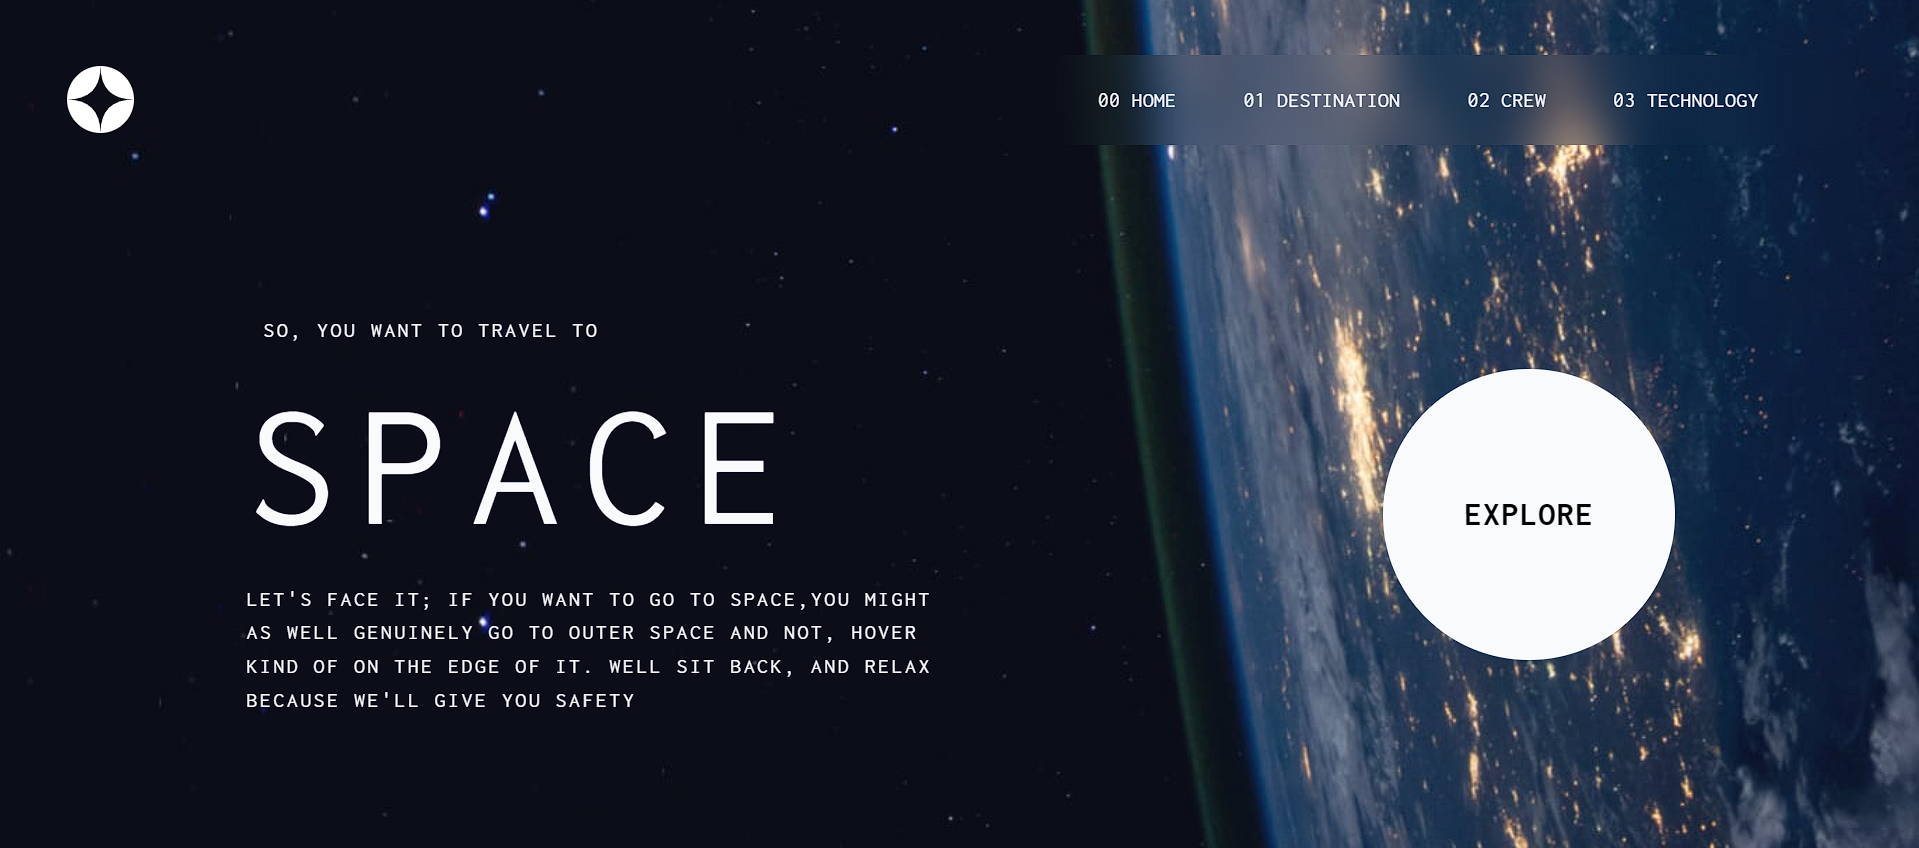 00 HOME 01 DESTINATION 02 CREW 03 TECHNOLOGY
SO, YOU WANT TO TRAVEL TO
SPACE
LET'S FACE IT; IF YOU WANT TO GO TO SPACE,YOU MIGHT
AS WELL GENUINELY GO TO OUTER SPACE AND NOT, HOVER
KIND OF ON THE EDGE OF IT. WELL SIT BACK, AND RELAX
BECAUSE WE'LL GIVE YOU SAFETY
EXPLORE